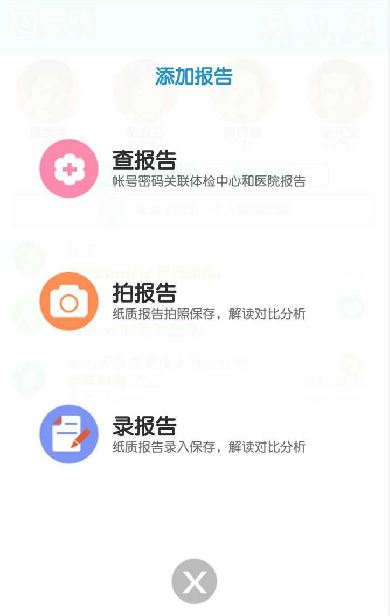 添加报告
查报告
帐号密码关联体检中心和医院报告
拍报告
纸质报告拍照保存，解读对比分析
录报告
纸质报告录入保存，解读对比分析
X